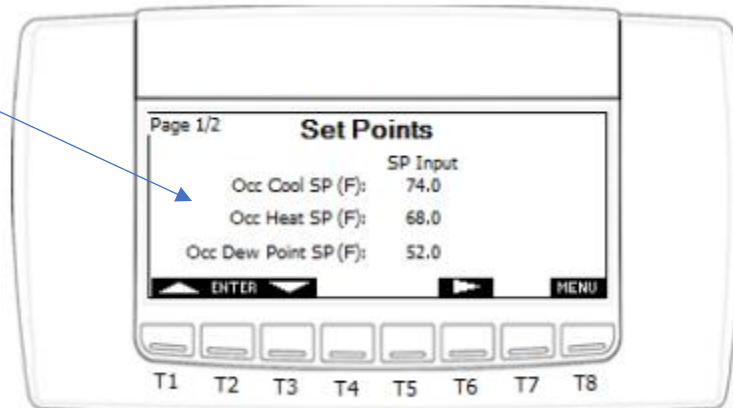 Page 1/2
Set Points
SP Input
Occ Cool SP (F): 74.0
Occ Heat SP (F): 68.0
Occ Dew Point SP (F): 52.0
ENTER MENU
T1 T2 T3 T4 T5 T6 T7 T8